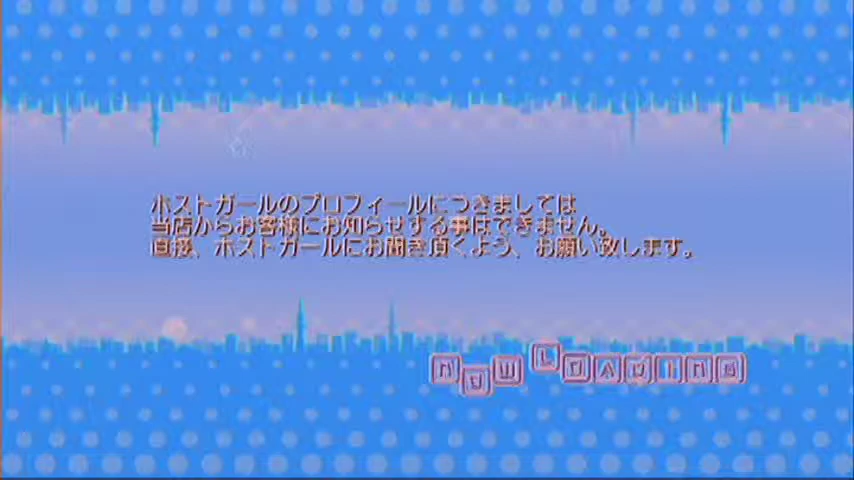 ホストガールのプロフィールにつきましては
当店からお客様にお知らせする事はできません。
直接、ホストガールにお聞き頂くよう、お願い致します。
NOW LOADING